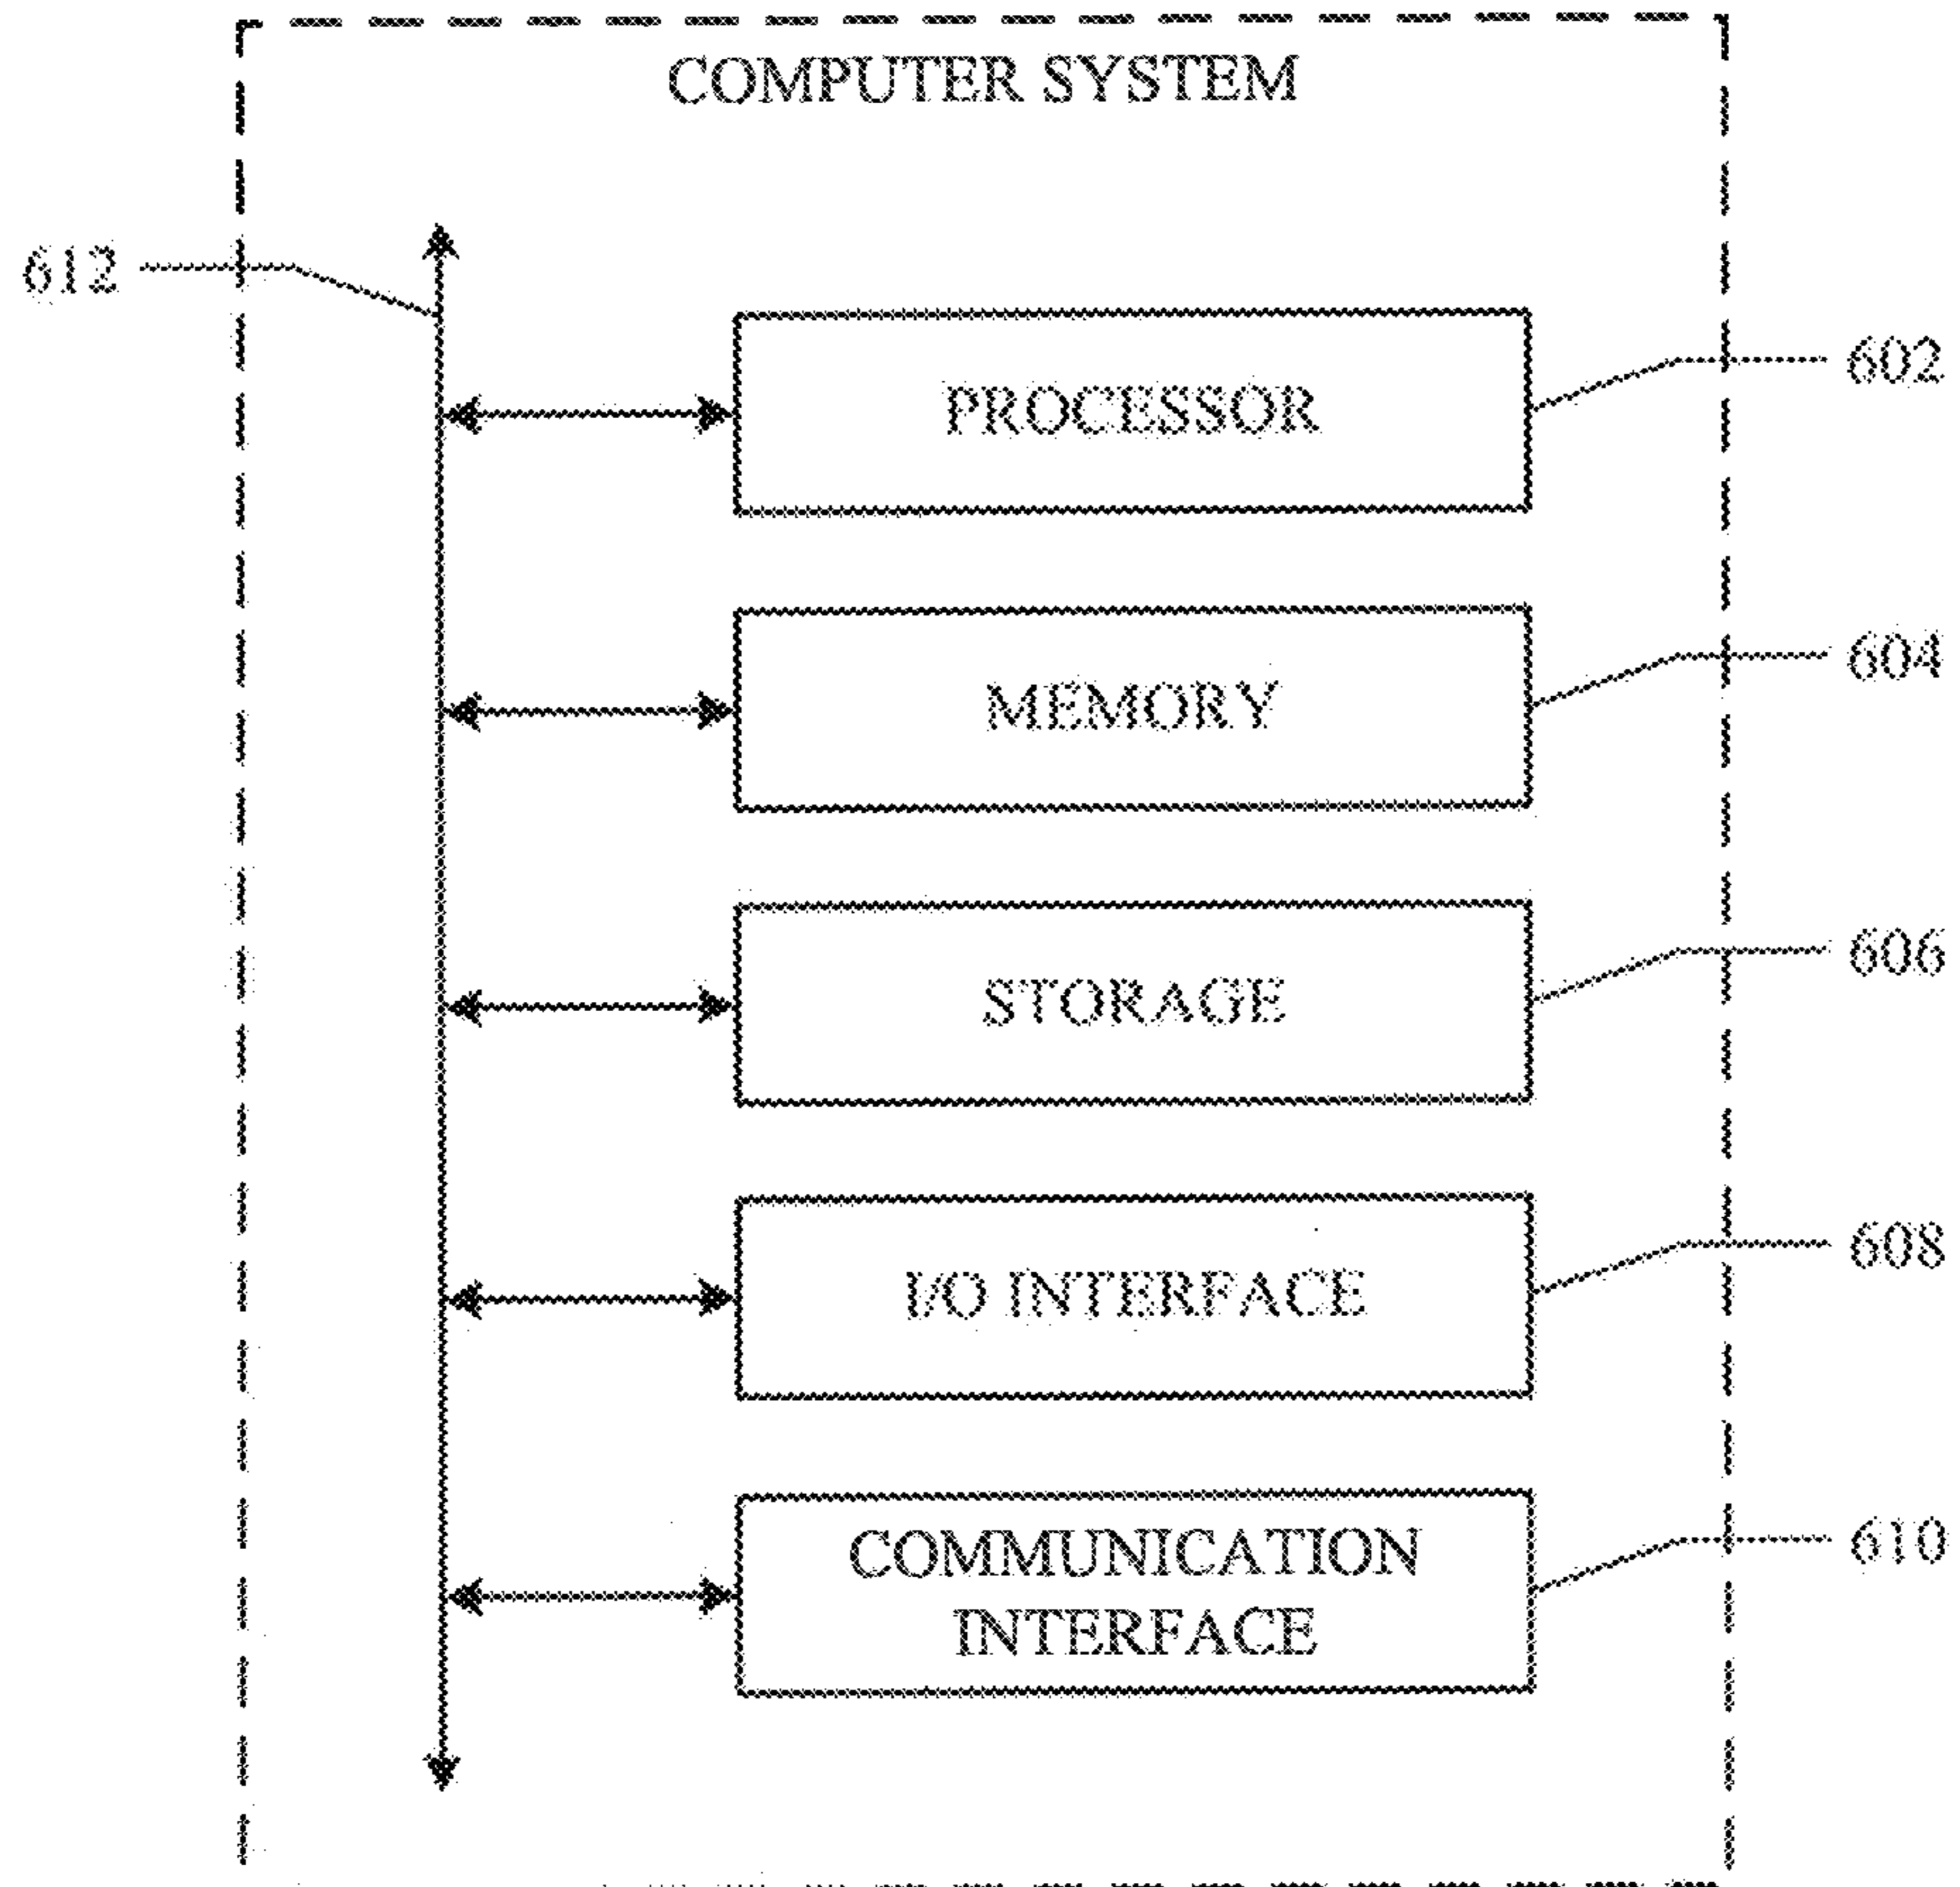 COMPUTER SYSTEM
612
PROCESSOR
602
MEMORY
604
STORAGE
606
I/O INTERFACE
608
COMMUNICATION
INTERFACE
610